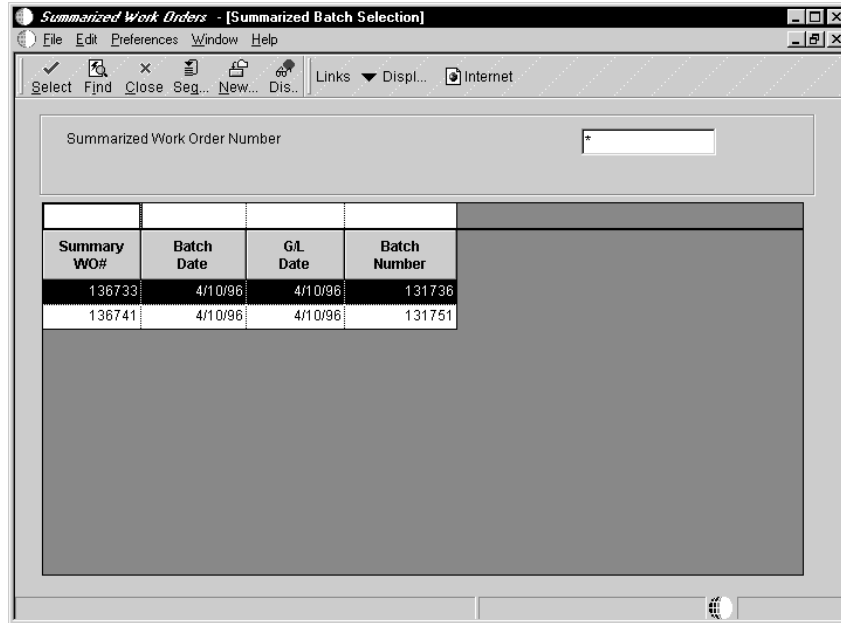 Summarized Work Orders - [Summarized Batch Selection]
File Edit Preferences Window Help
Select Find Close Seq... New... Dis.. Links Displ... Internet
Summarized Work Order Number *
Summary WO# Batch Date G/L Date Batch Number
136733 4/10/96 4/10/96 131736
136741 4/10/96 4/10/96 131751